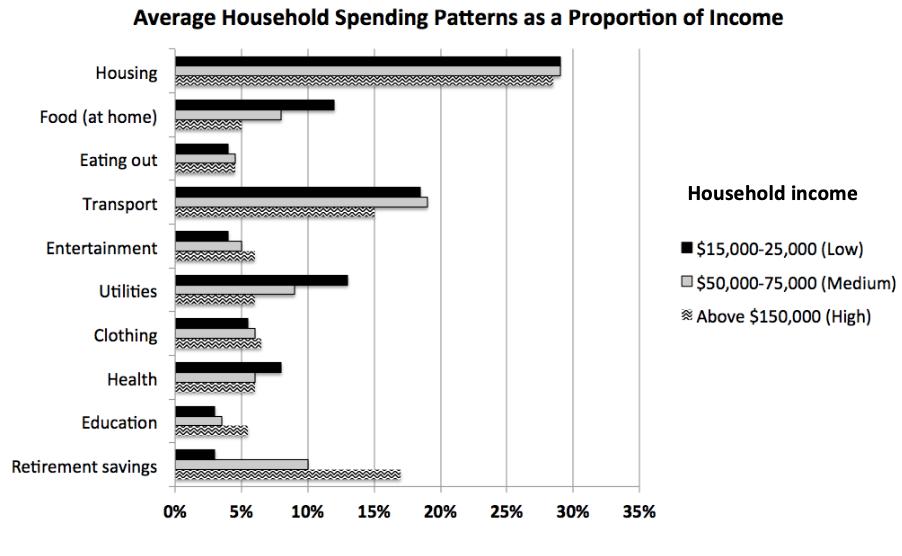 Average Household Spending Patterns as a Proportion of Income
Housing
Food (at home)
Eating out
Transport
Entertainment
Utilities
Clothing
Health
Education
Retirement savings
0% 5% 10% 15% 20% 25% 30% 35%
Household income
$15,000-25,000 (Low)
$50,000-75,000 (Medium)
Above $150,000 (High)